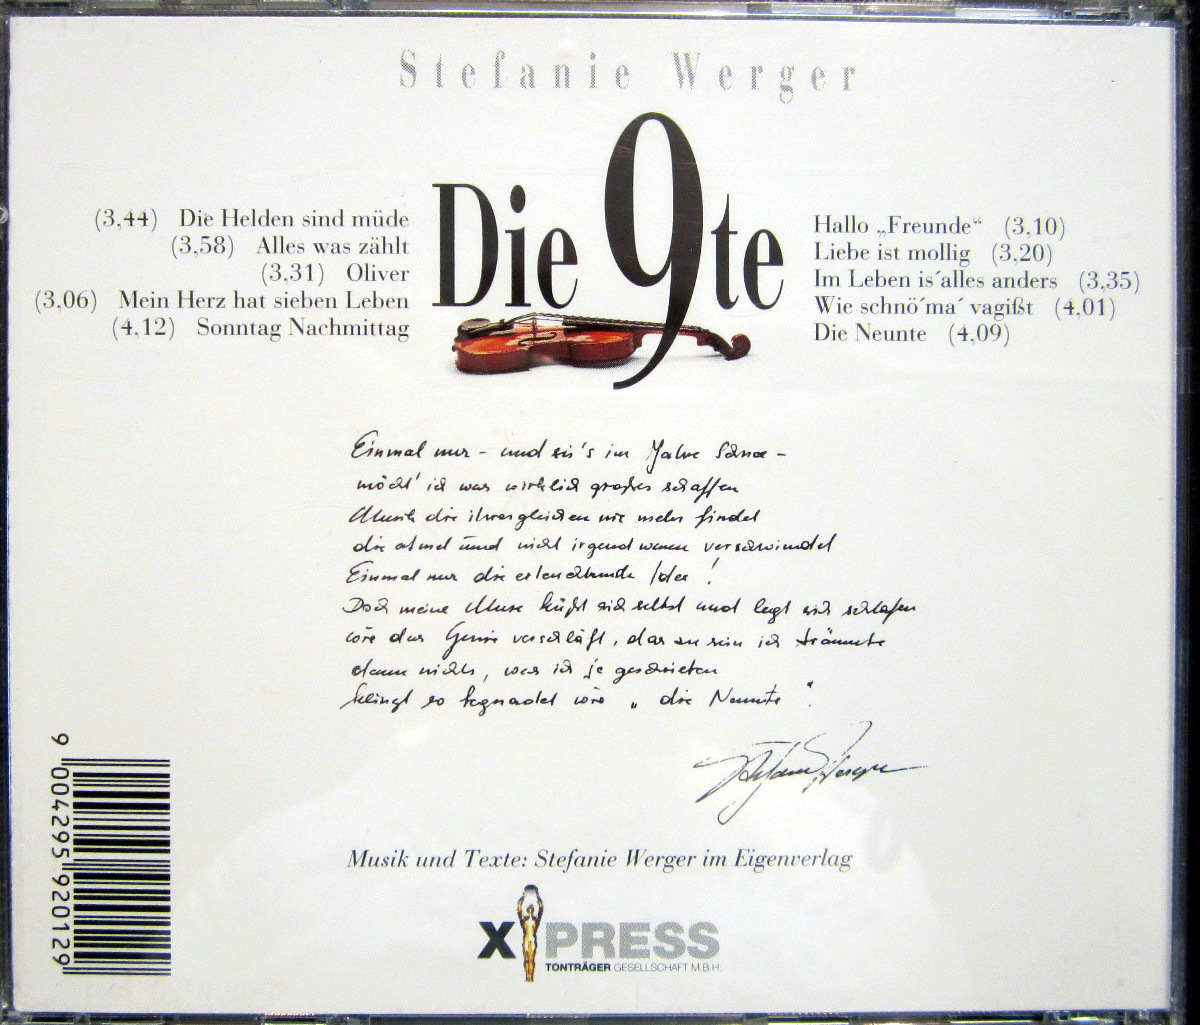 Stefanie Werger
Die 9te
(3,44) Die Helden sind müde
(3,58) Alles was zählt
(3,31) Oliver
(3,06) Mein Herz hat sieben Leben
(4,12) Sonntag Nachmittag
Hallo „Freunde“ (3,10)
Liebe ist mollig (3,20)
Im Leben is´alles anders (3,35)
Wie schnö´ma´ vagißt (4,01)
Die Neunte (4,09)
Einmal nur - und sei's im Jahre Schnee -
möcht' ich was wirklich großes schaffen
Musik die ihresgleichen nie mehr findet
die atmet und nicht irgendwann verschwindet
Einmal nur die erleuchtende Idee!
Doch meine Muse küßt sich selbst und legt sich schlafen
wie das Genie verschläft, das zu sein ich träumte
denn nichts, was ich je geschrieben
klingt so begnadet wie „die Neunte“.
Stefanie Werger
Musik und Texte: Stefanie Werger im Eigenverlag
X PRESS
TONTRÄGER GESELLSCHAFT M.B.H.
9 004295 920129